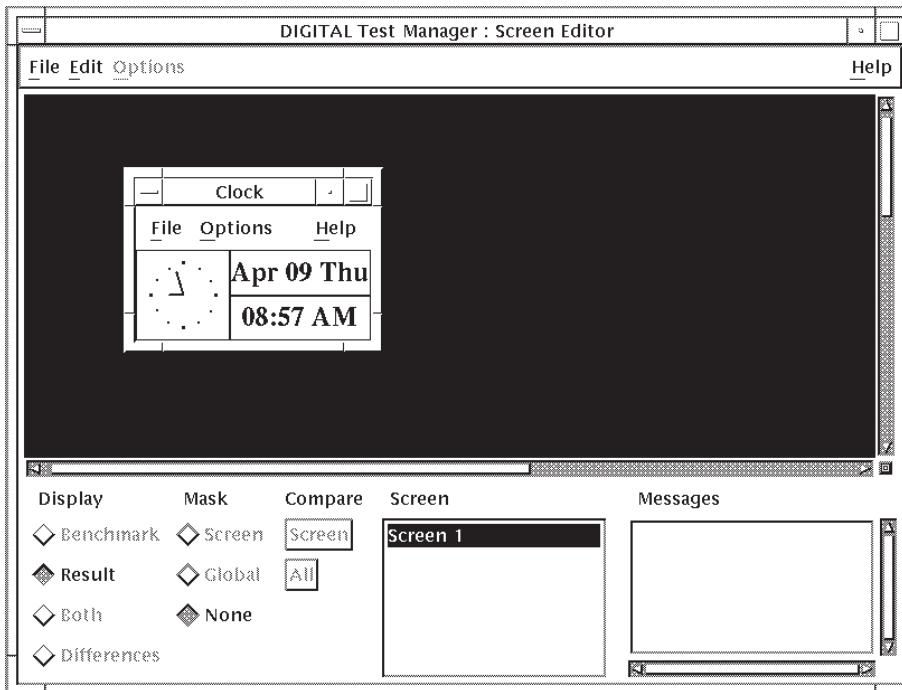 DIGITAL Test Manager : Screen Editor
File Edit Options Help
Clock
File Options Help
Apr 09 Thu
08:57 AM
Display Mask Compare Screen Messages
Benchmark Screen Screen Screen 1
Result Global All
Both None
Differences